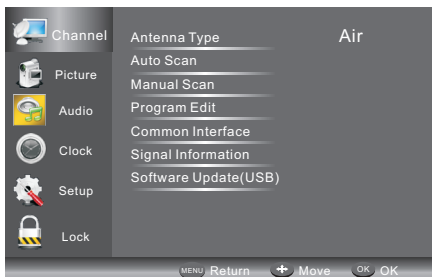 Channel
Picture
Audio
Clock
Setup
Lock
Antenna Type Air
Auto Scan
Manual Scan
Program Edit
Common Interface
Signal Information
Software Update(USB)
MENU Return Move OK OK